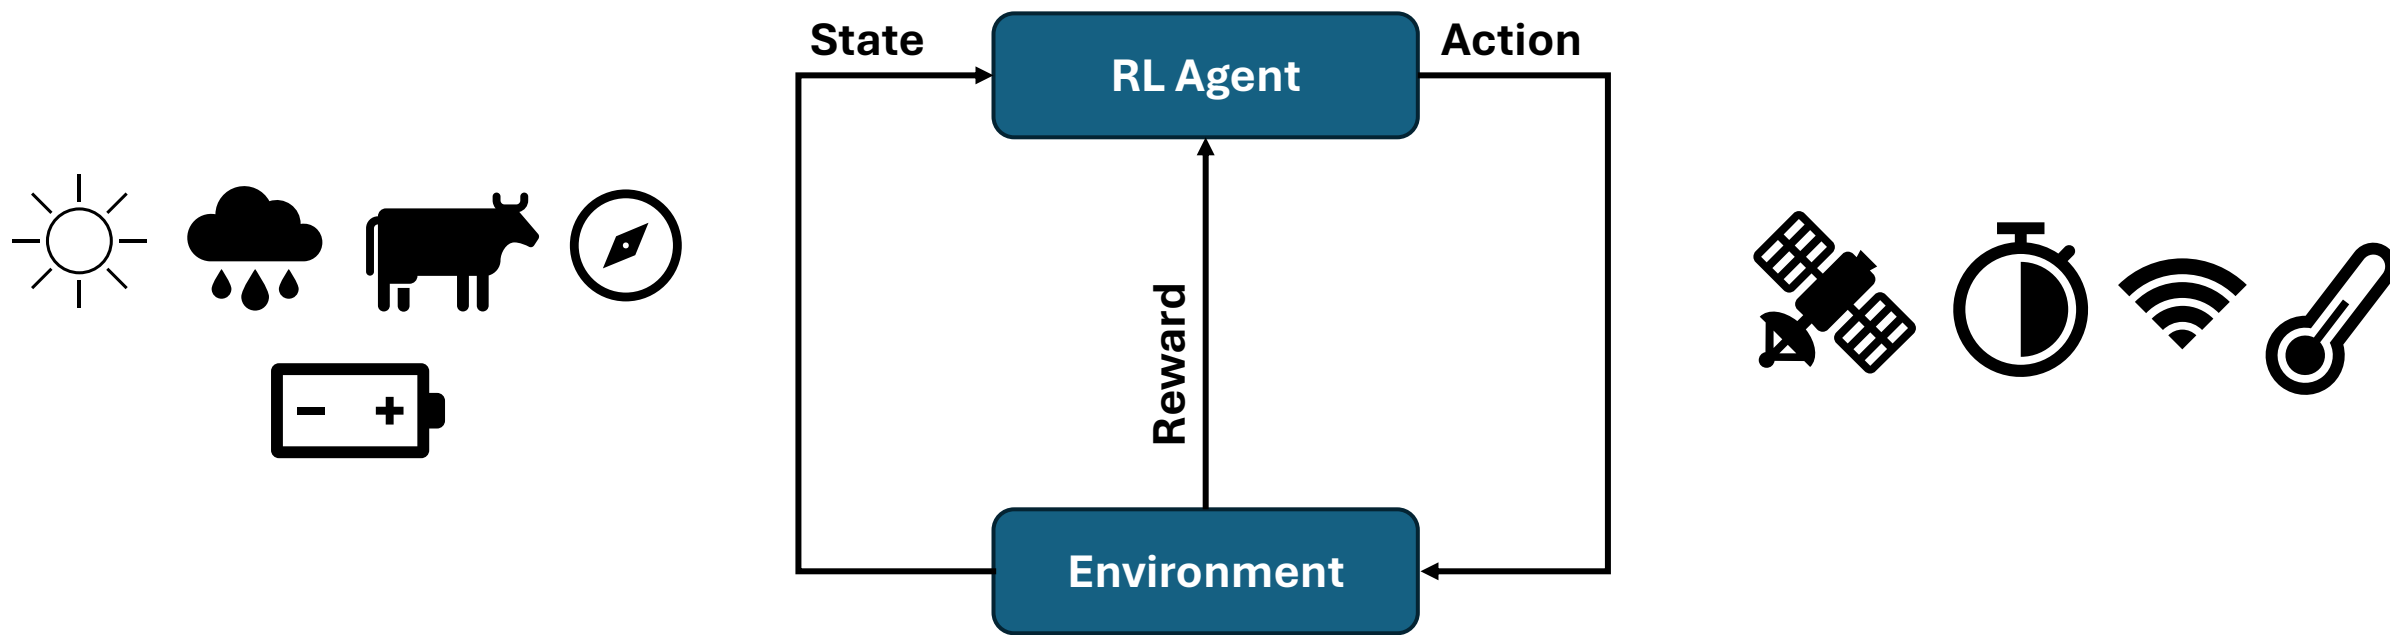 State
RL Agent
Action
Reward
Environment